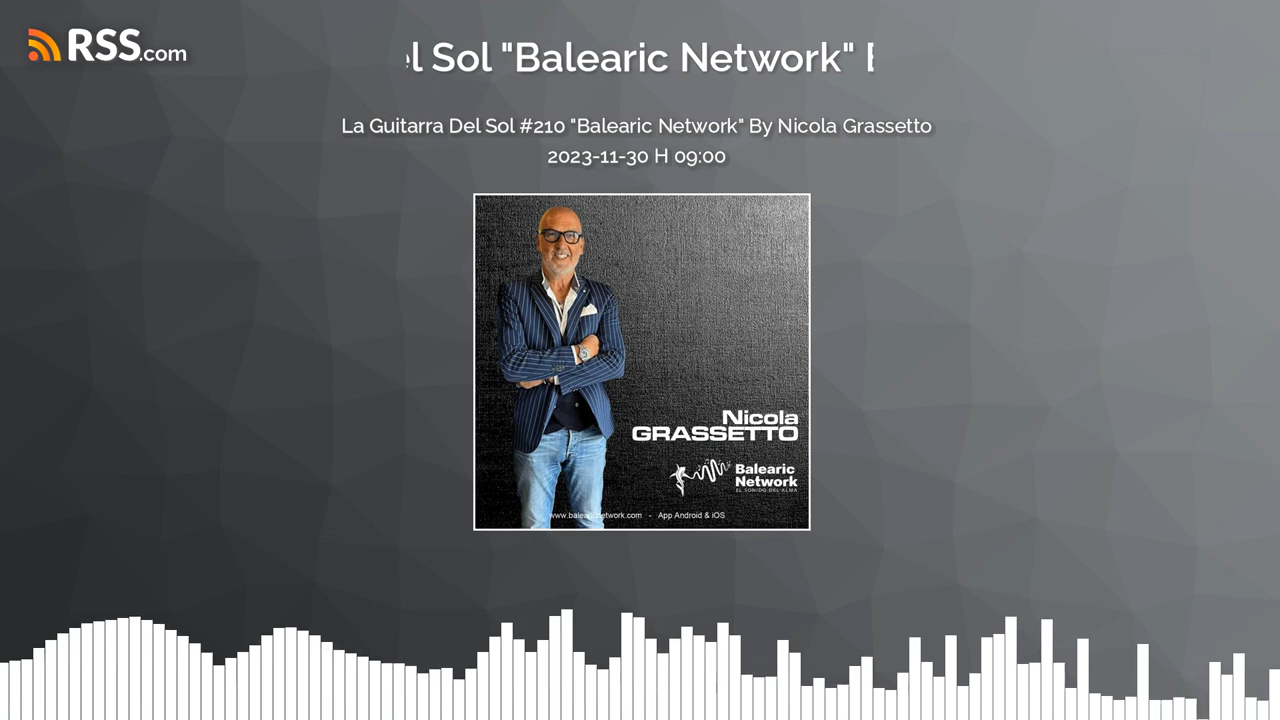 RSS.com
el Sol "Balearic Network"
La Guitarra Del Sol #210 "Balearic Network" By Nicola Grassetto
2023-11-30 H 09:00
Nicola
GRASSETTO
Balearic
Network
EL SONIDO DEL ALMA
www.balearicnetwork.com - App Android & iOS